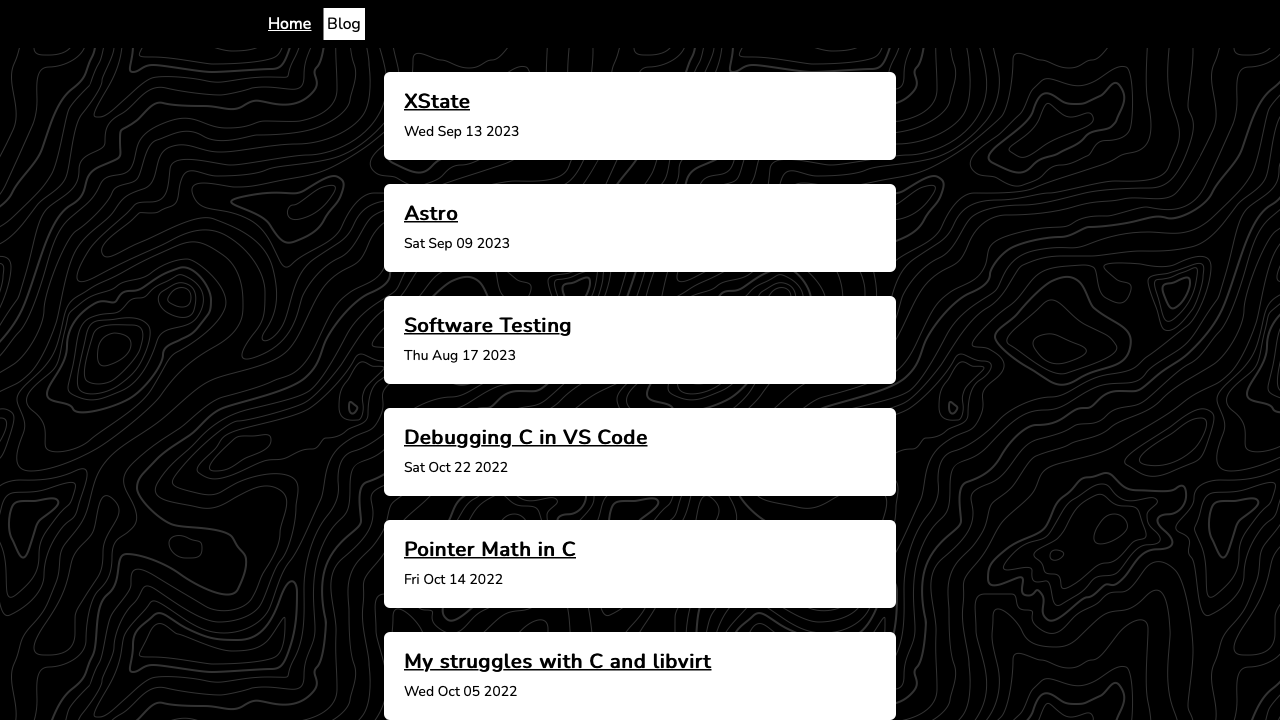 Home Blog
XState
Wed Sep 13 2023
Astro
Sat Sep 09 2023
Software Testing
Thu Aug 17 2023
Debugging C in VS Code
Sat Oct 22 2022
Pointer Math in C
Fri Oct 14 2022
My struggles with C and libvirt
Wed Oct 05 2022